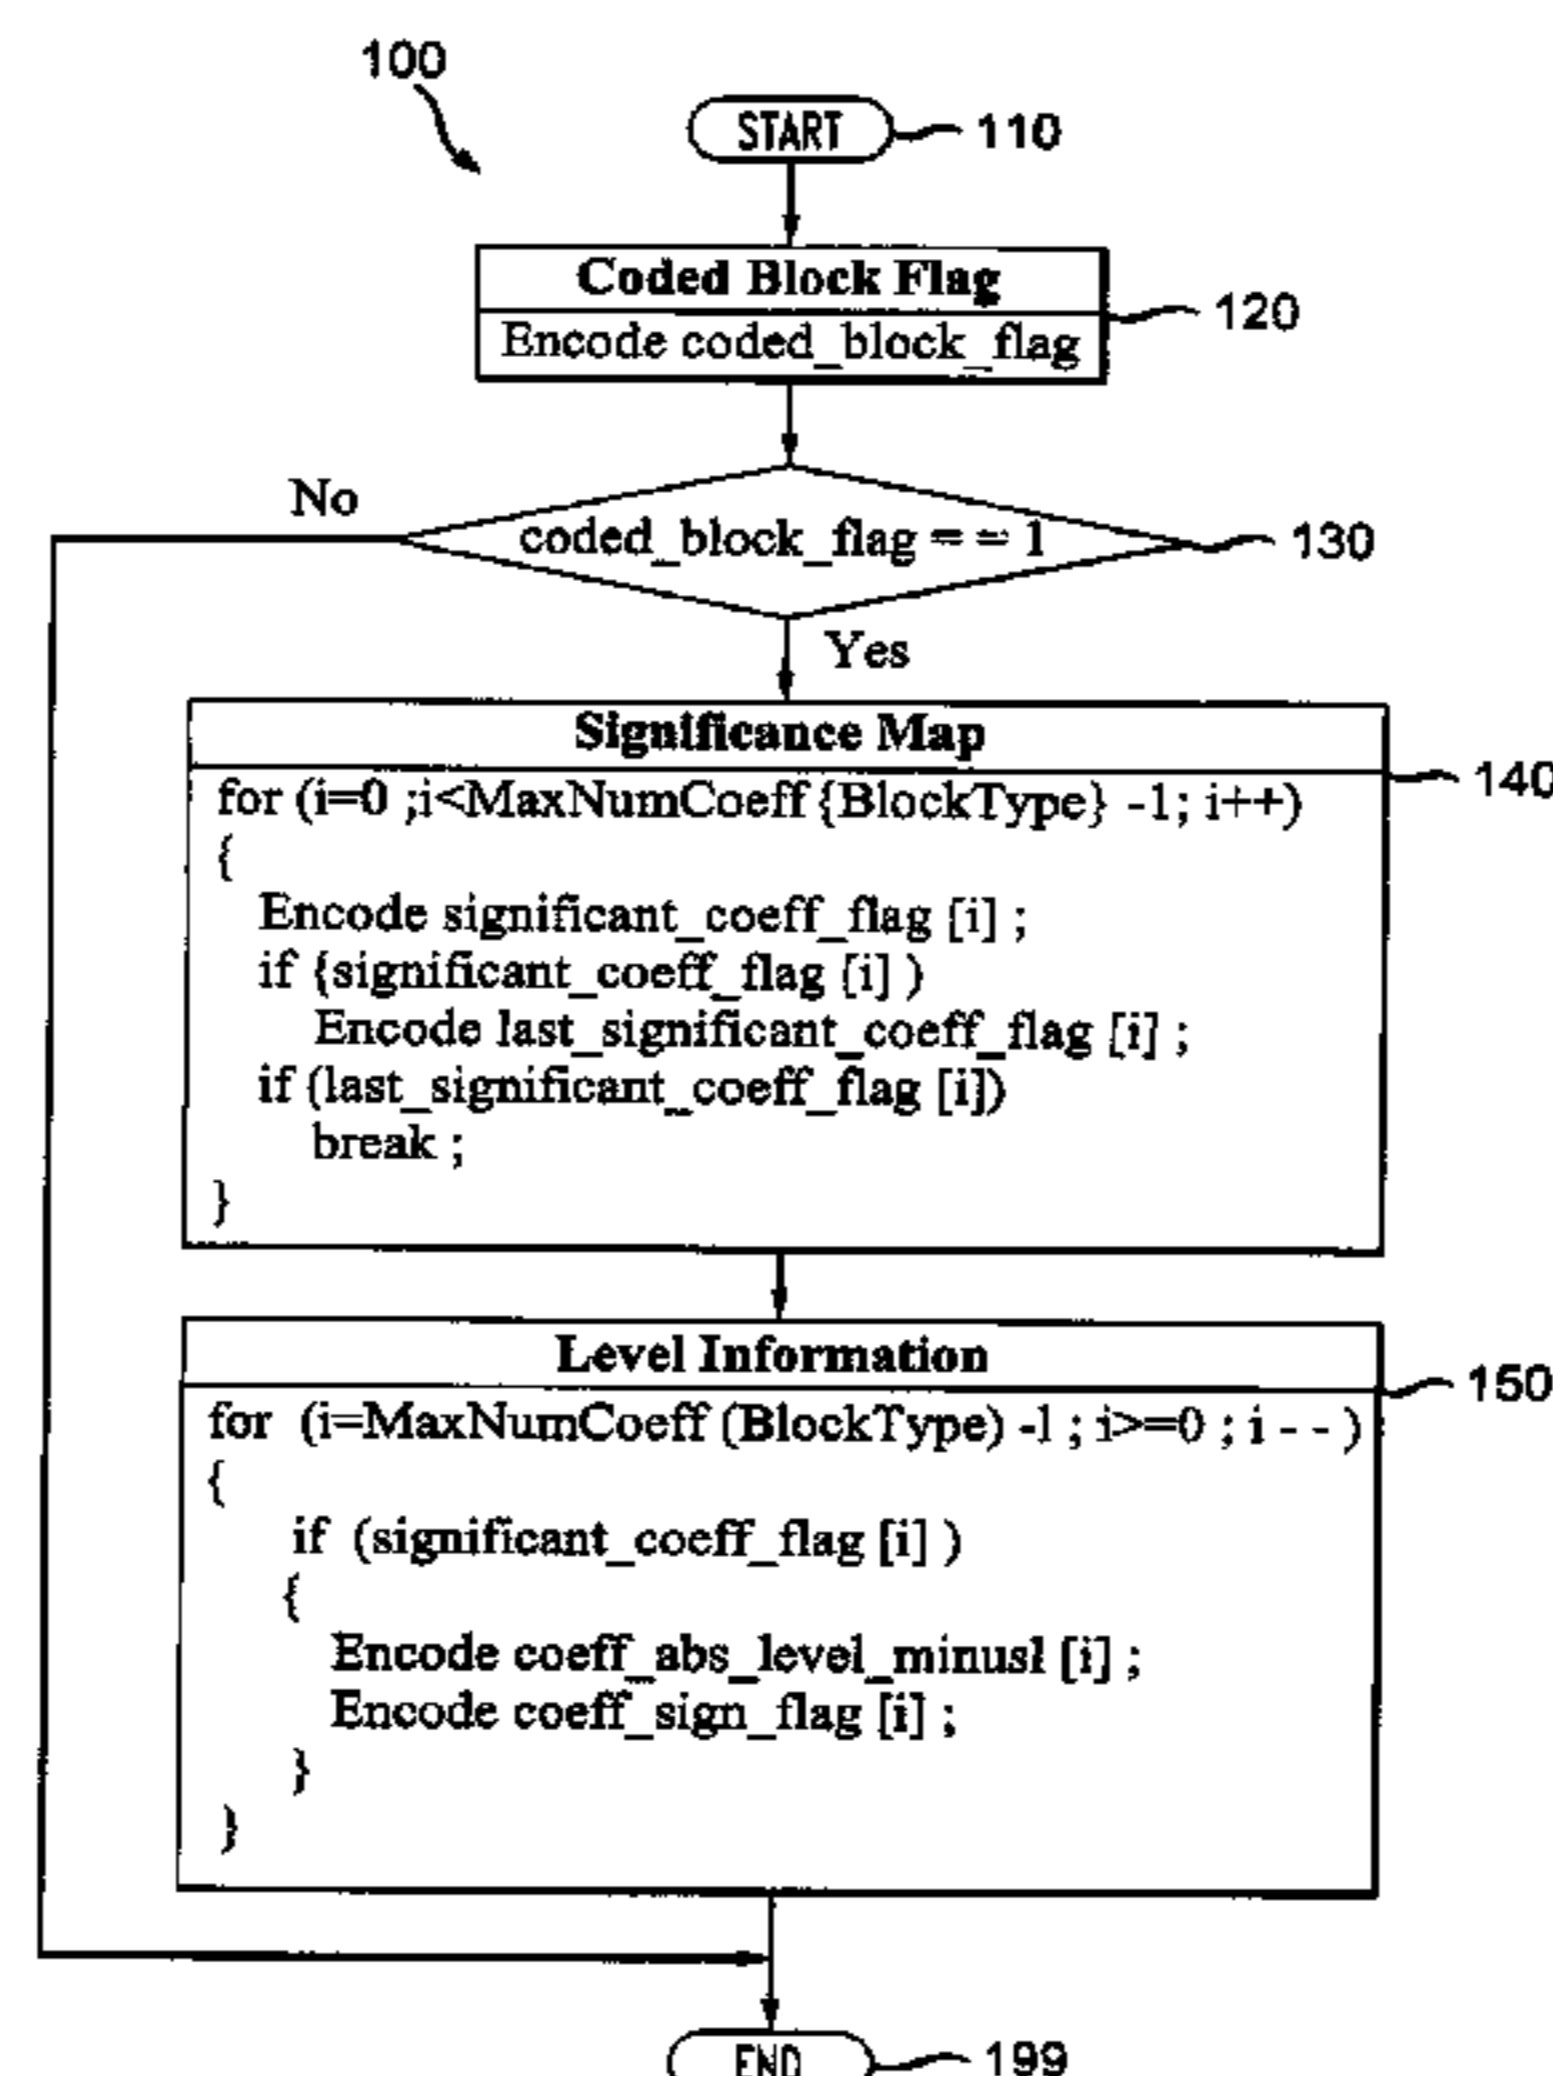 100
START
110
Coded Block Flag
120
Encode coded_block_flag
No
coded_block_flag = = 1
130
Yes
Significance Map
140
for (i=0 ;i<MaxNumCoeff {BlockType} -1; i++)
{
Encode significant_coeff_flag [i] ;
if {significant_coeff_flag [i] )
Encode last_significant_coeff_flag [i] ;
if (last_significant_coeff_flag [i])
break ;
}
Level Information
150
for (i=MaxNumCoeff (BlockType) -1 ; i>=0 ; i - - )
{
if (significant_coeff_flag [i] )
{
Encode coeff_abs_level_minus1 [i] ;
Encode coeff_sign_flag [i] ;
}
}
END
199